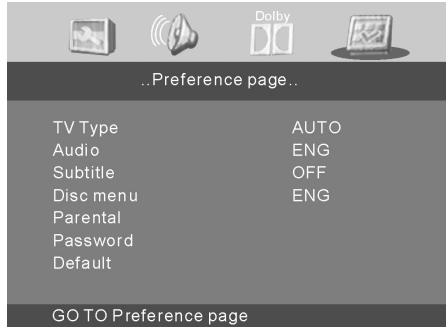 Dolby
..Preference page..
TV Type AUTO
Audio ENG
Subtitle OFF
Disc menu ENG
Parental
Password
Default
GO TO Preference page